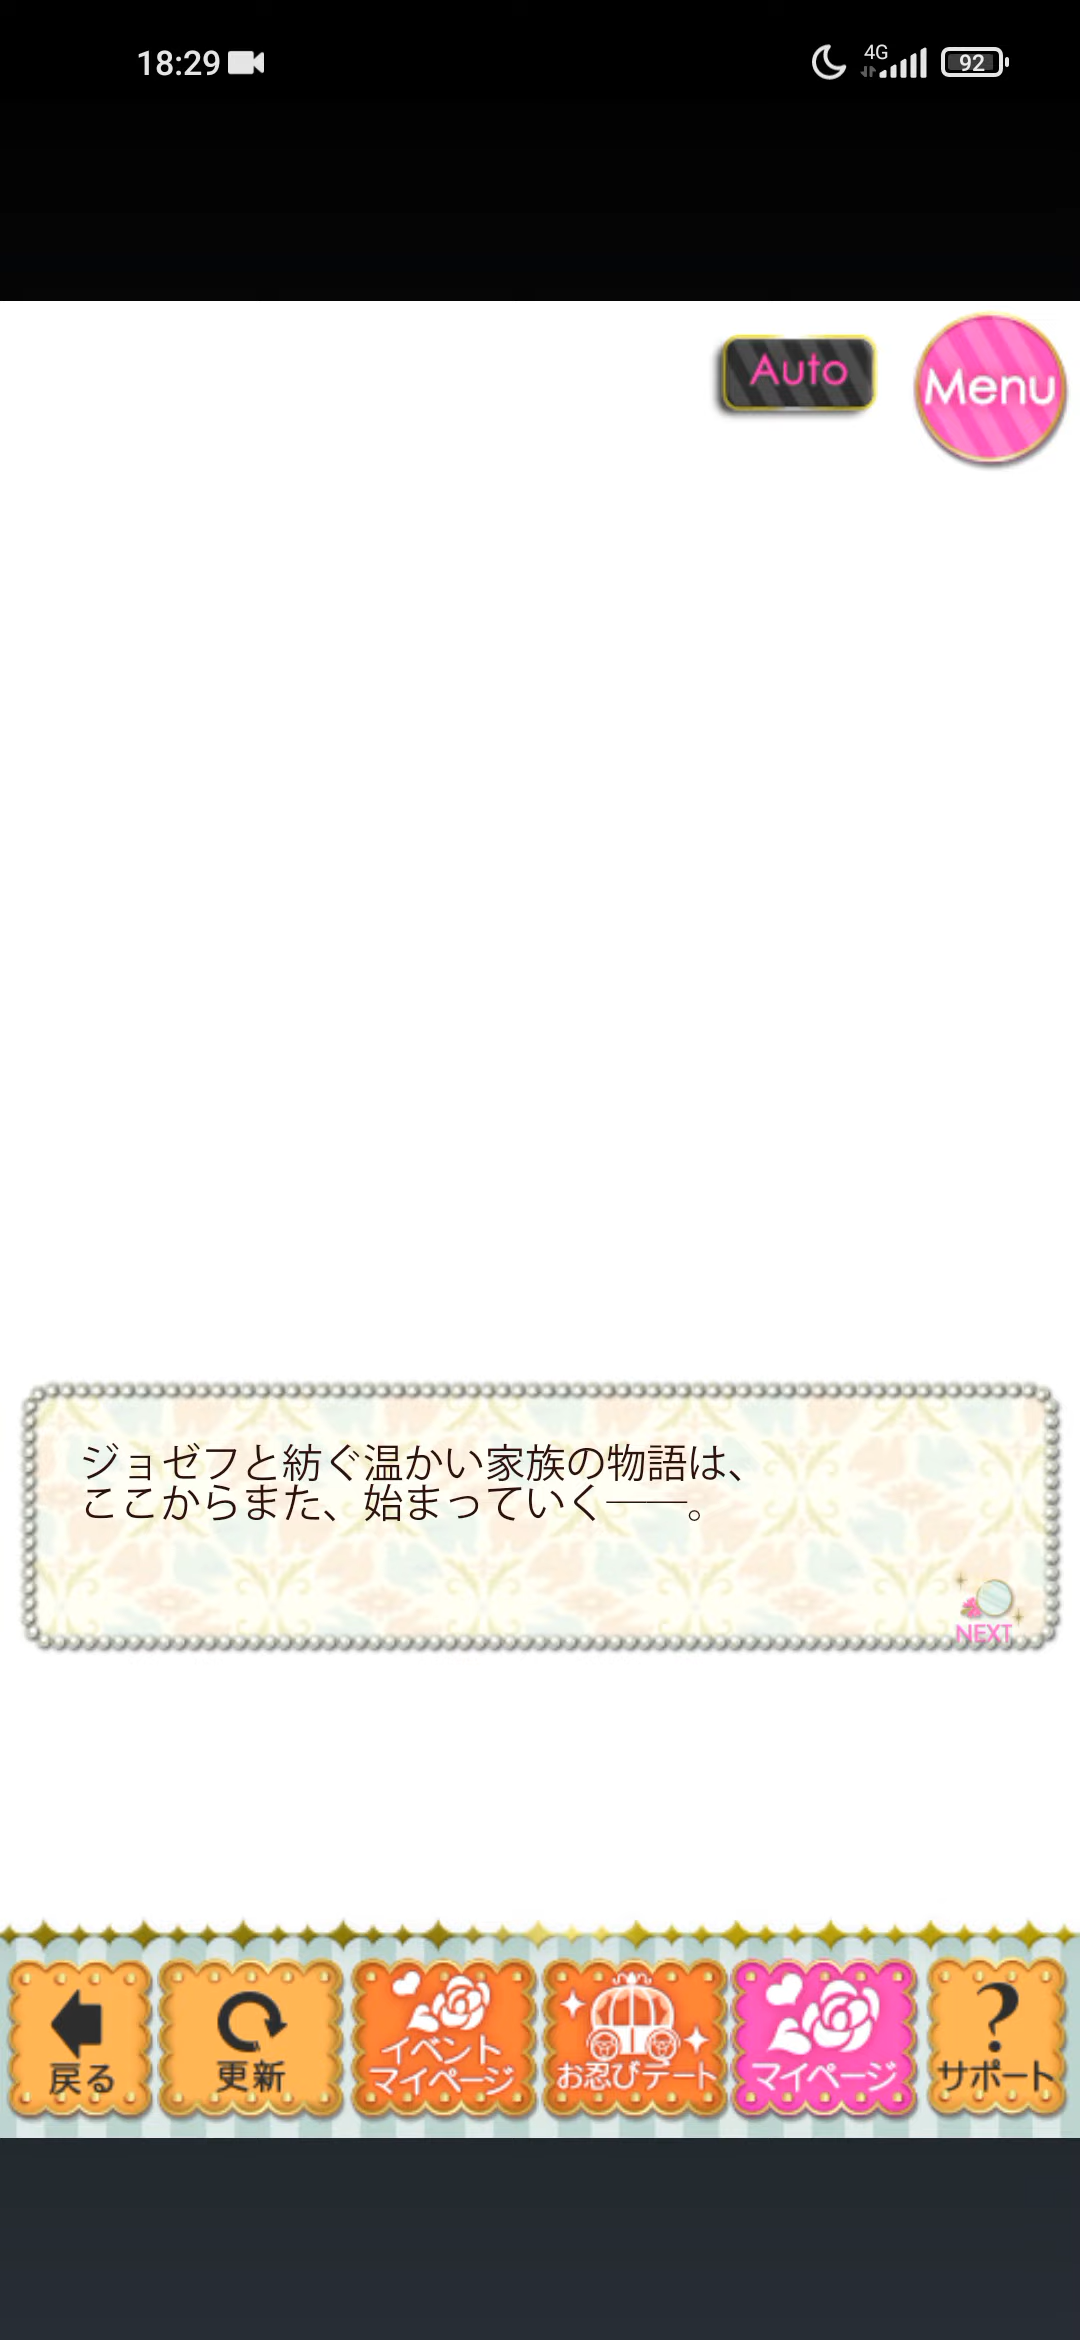 18:29
4G
92
Auto
Menu
ジョゼフと紡ぐ温かい家族の物語は、
ここからまた、始まっていく──。
NEXT
戻る
更新
イベント
マイページ
お忍びデート
マイページ
?
サポート